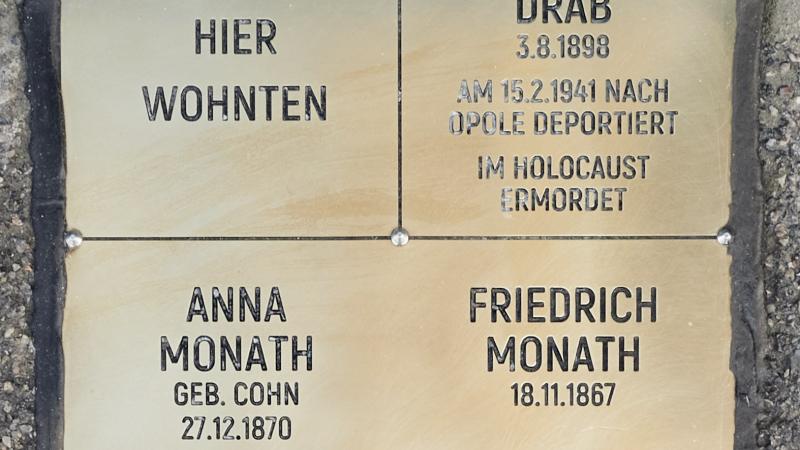 HIER
WOHNTEN
DRAB
3.8.1898
AM 15.2.1941 NACH
OPOLE DEPORTIERT
IM HOLOCAUST
ERMORDET
ANNA
MONATH
GEB. COHN
27.12.1870
FRIEDRICH
MONATH
18.11.1867